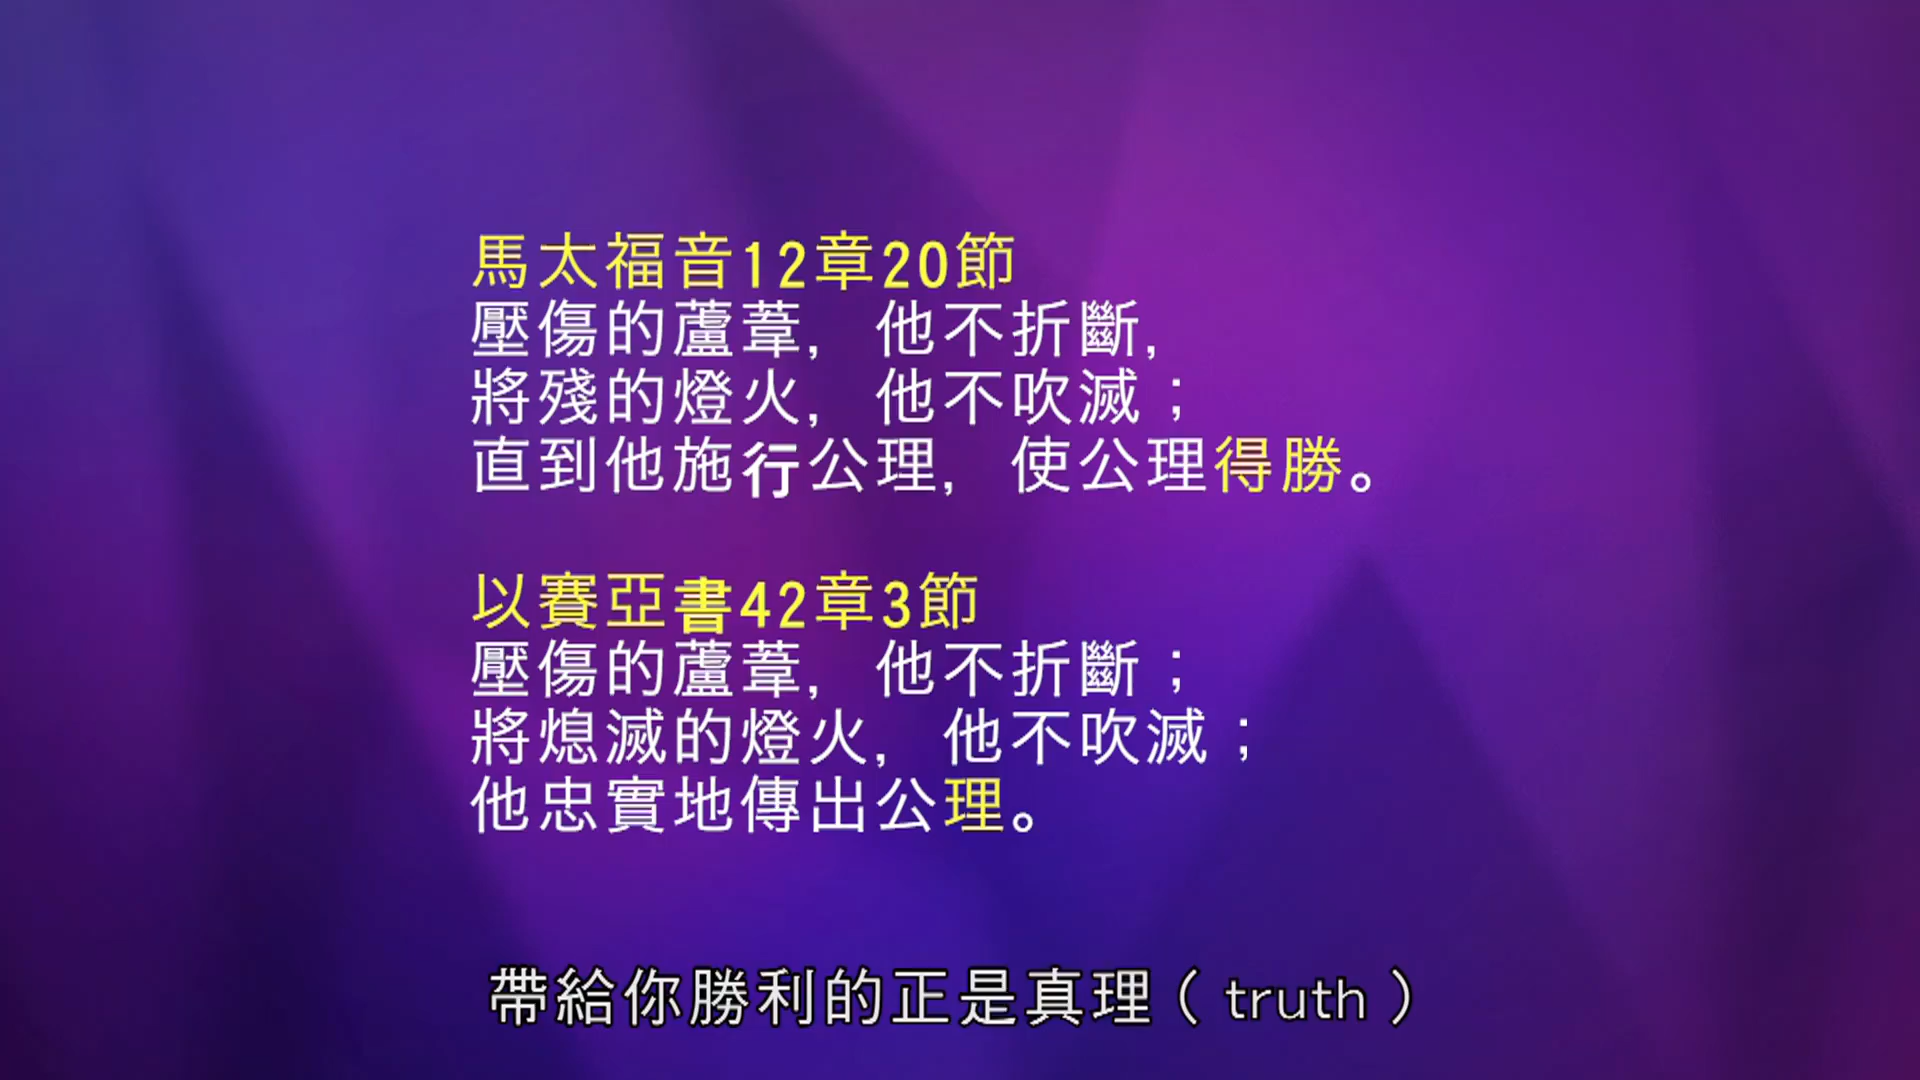 馬太福音12章20節
壓傷的蘆葦，他不折斷，
將殘的燈火，他不吹滅；
直到他施行公理，使公理得勝。
以賽亞書42章3節
壓傷的蘆葦，他不折斷；
將熄滅的燈火，他不吹滅；
他忠實地傳出公理。
帶給你勝利的正是真理（truth）